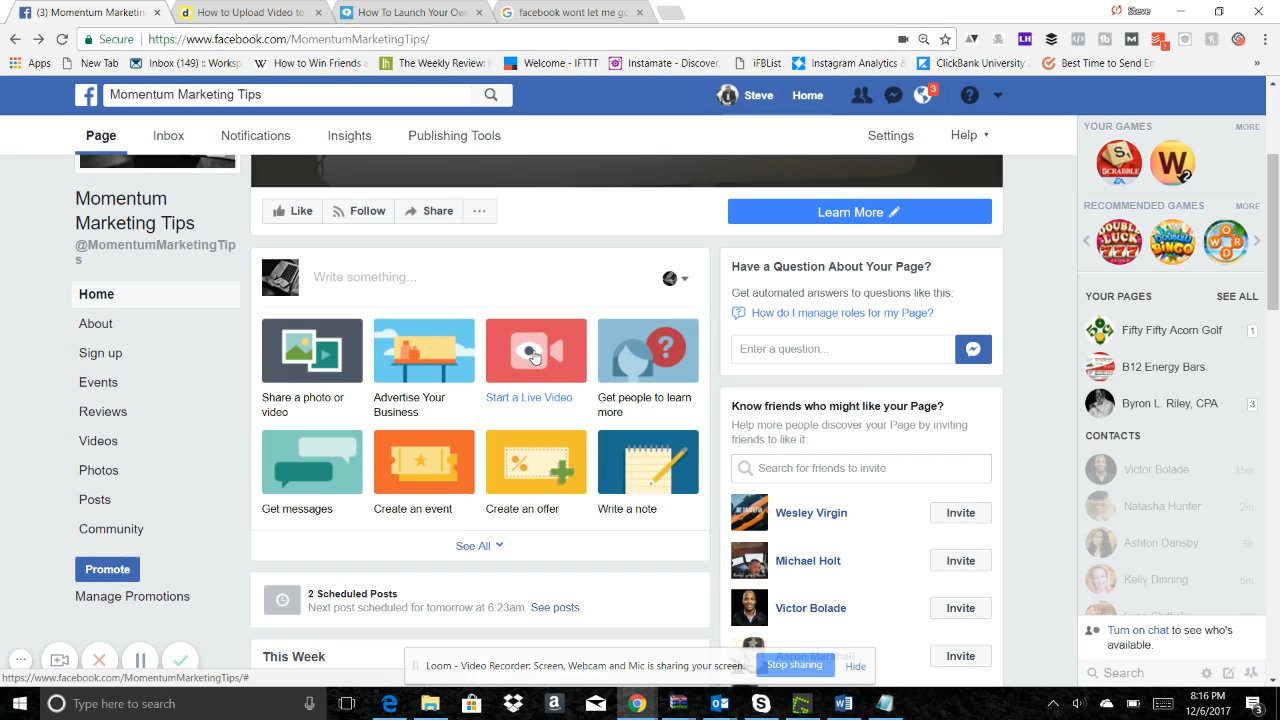 (3) Momentum Marketin
How to Upload Video to
How To Launch Your Ow
facebook wont let me go
Steve
Secure
https://www.facebook.com/MomentumMarketingTips/
Apps
New Tab
Inbox (149) :: Worksp
How to Win Friends a
The Weekly Review: H
Welcome - IFTTT
Instamate - Discover.
iFBList
Instagram Analytics &
ClickBank University
Best Time to Send Em
Momentum Marketing Tips
Steve
Home
3
Page
Inbox
Notifications
Insights
Publishing Tools
Settings
Help
Momentum
Marketing Tips
@MomentumMarketingTip
s
Home
About
Sign up
Events
Reviews
Videos
Photos
Posts
Community
Promote
Manage Promotions
Like
Follow
Share
Learn More
Write something...
Share a photo or
video
Advertise Your
Business
Start a Live Video
Get people to learn
more
Get messages
Create an event
Create an offer
Write a note
See All
2 Scheduled Posts
Next post scheduled for tomorrow at 6:23am. See posts.
This Week
Have a Question About Your Page?
Get automated answers to questions like this:
How do I manage roles for my Page?
Enter a question...
Know friends who might like your Page?
Help more people discover your Page by inviting
friends to like it.
Search for friends to invite
Wesley Virgin
Invite
Michael Holt
Invite
Victor Bolade
Invite
Aaron Marshall
Invite
YOUR GAMES
MORE
SCRABBLE
RECOMMENDED GAMES
MORE
YOUR PAGES
SEE ALL
Fifty Fifty Acorn Golf
1
B12 Energy Bars
Byron L. Riley, CPA
3
CONTACTS
Victor Bolade
15m
Natasha Hunter
2m
Ashton Dansby
5h
Kelly Dinning
5m
Turn on chat to see who's
available.
Search
Loom - Video Recorder: Screen, Webcam and Mic is sharing your screen.
Stop sharing
Hide
https://www.facebook.com/MomentumMarketingTips/#
Type here to search
8:16 PM
12/6/2017